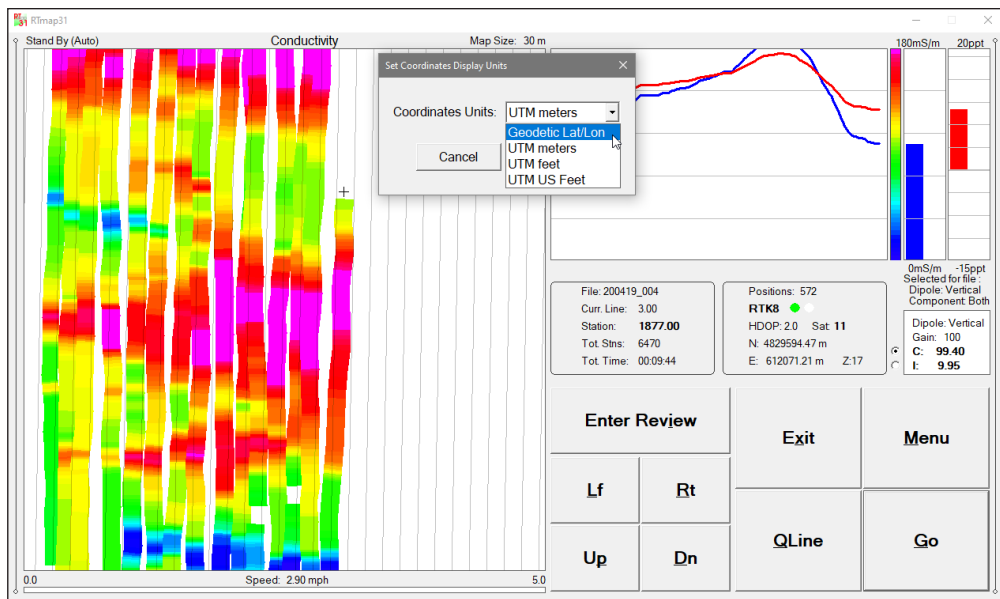 RT
31
RTmap31
Stand By (Auto)
Conductivity
Map Size: 30 m
Set Coordinates Display Units
Coordinates Units:
UTM meters
Geodetic Lat/Lon
UTM meters
UTM feet
UTM US Feet
Cancel
180mS/m
20ppt
0mS/m
-15ppt
Selected for file :
Dipole: Vertical
Component: Both
File: 200419_004
Curr. Line: 3.00
Station: 1877.00
Tot. Stns: 6470
Tot. Time: 00:09:44
Positions: 572
RTK8
HDOP: 2.0 Sat: 11
N: 4829594.47 m
E: 612071.21 m Z:17
Dipole: Vertical
Gain: 100
C: 99.40
I: 9.95
Enter Review
Exit
Menu
Lf
Rt
Up
Dn
QLine
Go
0.0
Speed: 2.90 mph
5.0